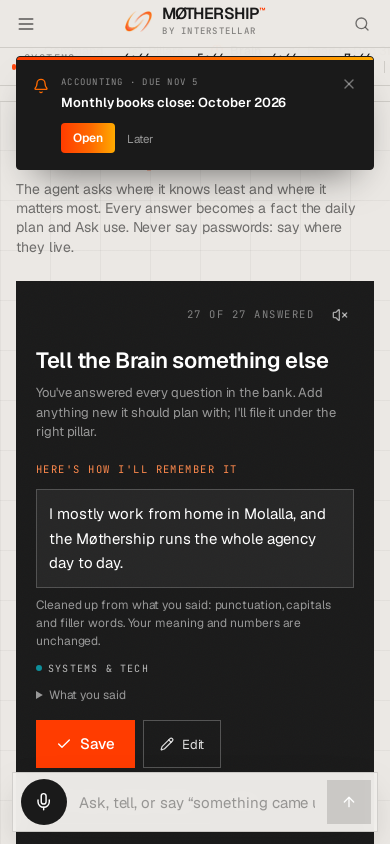 MØTHERSHIP™
BY INTERSTELLAR
ACCOUNTING · DUE NOV 5
Monthly books close: October 2026
Open
Later
The agent asks where it knows least and where it
matters most. Every answer becomes a fact the daily
plan and Ask use. Never say passwords: say where
they live.
27 OF 27 ANSWERED
Tell the Brain something else
You've answered every question in the bank. Add
anything new it should plan with; I'll file it under the
right pillar.
HERE'S HOW I'LL REMEMBER IT
I mostly work from home in Molalla, and
the Møthership runs the whole agency
day to day.
Cleaned up from what you said: punctuation, capitals
and filler words. Your meaning and numbers are
unchanged.
SYSTEMS & TECH
What you said
Save
Edit
Ask, tell, or say “something came